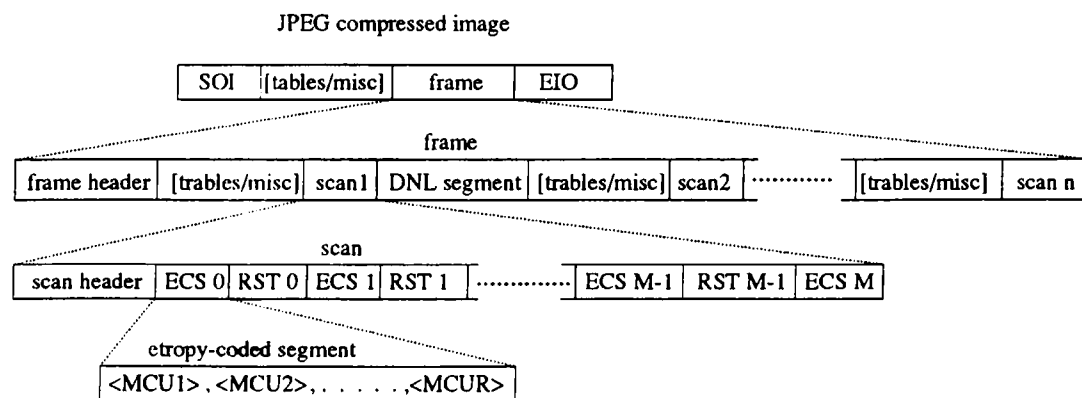 JPEG compressed image
SOI [tables/misc] frame EIO
frame
frame header [trables/misc] scan1 DNL segment [trables/misc] scan2 ............ [trables/misc] scan n
scan
scan header ECS 0 RST 0 ECS 1 RST 1 ............. ECS M-1 RST M-1 ECS M
etropy-coded segment
<MCU1>, <MCU2>, . . . . . ,<MCUR>